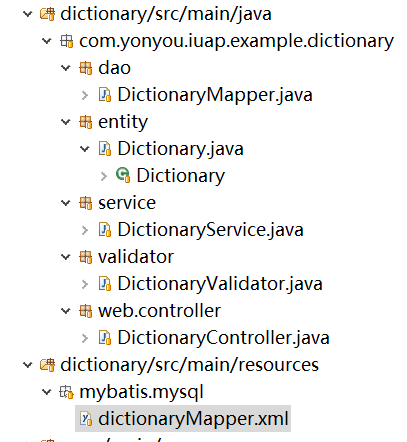 dictionary/src/main/java
com.yonyou.iuap.example.dictionary
dao
DictionaryMapper.java
entity
Dictionary.java
Dictionary
service
DictionaryService.java
validator
DictionaryValidator.java
web.controller
DictionaryController.java
dictionary/src/main/resources
mybatis.mysql
dictionaryMapper.xml